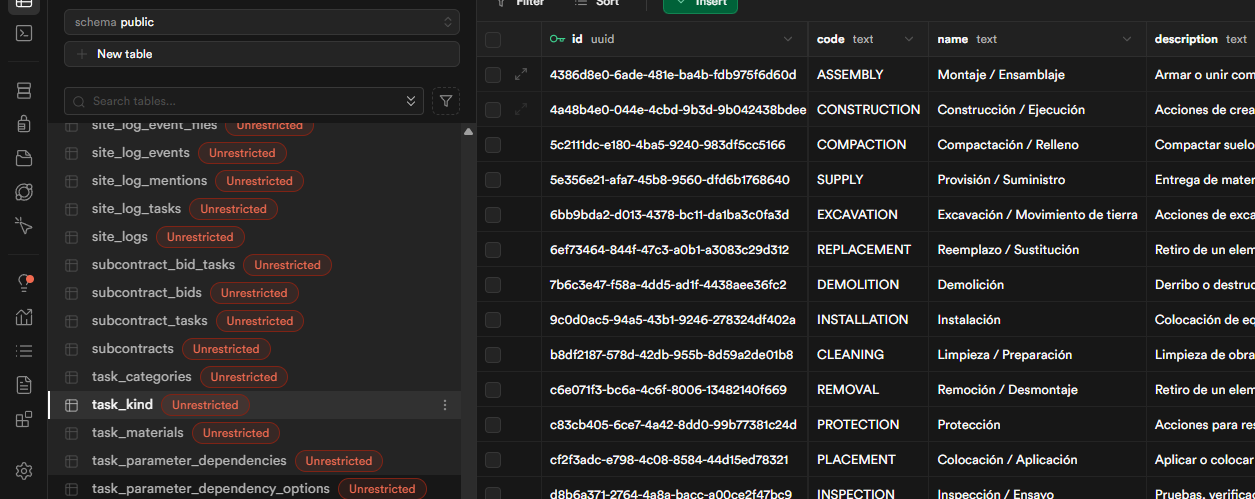 schema public
New table
Search tables...
site_log_event_files Unrestricted
site_log_events Unrestricted
site_log_mentions Unrestricted
site_log_tasks Unrestricted
site_logs Unrestricted
subcontract_bid_tasks Unrestricted
subcontract_bids Unrestricted
subcontract_tasks Unrestricted
subcontracts Unrestricted
task_categories Unrestricted
task_kind Unrestricted
task_materials Unrestricted
task_parameter_dependencies Unrestricted
task_parameter_dependency_options Unrestricted
Filter Sort Insert
id uuid code text name text description text
4386d8e0-6ade-481e-ba4b-fdb975f6d60d ASSEMBLY Montaje / Ensamblaje Armar o unir com
4a48b4e0-044e-4cbd-9b3d-9b042438bdee CONSTRUCTION Construcción / Ejecución Acciones de crea
5c2111dc-e180-4ba5-9240-983df5cc5166 COMPACTION Compactación / Relleno Compactar suelo
5e356e21-afa7-45b8-9560-dfd6b1768640 SUPPLY Provisión / Suministro Entrega de mater
6bb9bda2-d013-4378-bc11-da1ba3c0fa3d EXCAVATION Excavación / Movimiento de tierra Acciones de exca
6ef73464-844f-47c3-a0b1-a3083c29d312 REPLACEMENT Reemplazo / Sustitución Retiro de un elem
7b6c3e47-f58a-4dd5-ad1f-4438aee36fc2 DEMOLITION Demolición Derribo o destruc
9c0d0ac5-94a5-43b1-9246-278324df402a INSTALLATION Instalación Colocación de eq
b8df2187-578d-42db-955b-8d59a2de01b8 CLEANING Limpieza / Preparación Limpieza de obra
c6e071f3-bc6a-4c6f-8006-13482140f669 REMOVAL Remoción / Desmontaje Retiro de un elem
c83cb405-6ce7-4a42-8dd0-99b77381c24d PROTECTION Protección Acciones para res
cf2f3adc-e798-4c08-8584-44d15ed78321 PLACEMENT Colocación / Aplicación Aplicar o colocar
d8b6a371-2764-4a8a-bacc-a00ce2f47bc9 INSPECTION Inspección / Ensayo Pruebas, verifica